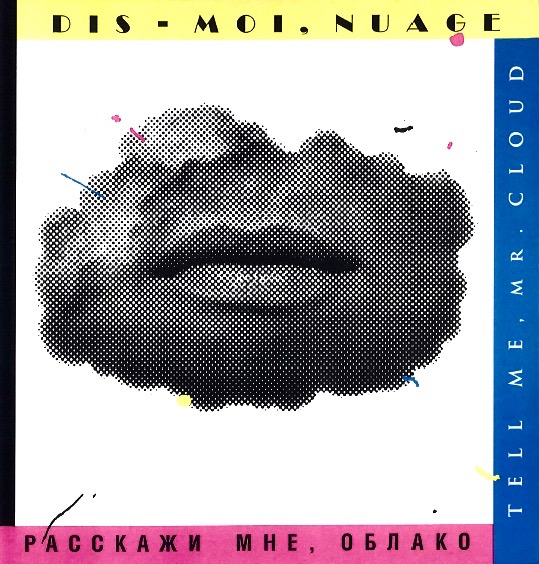 DIS - MOI, NUAGE
TELL ME, MR. CLOUD
РАССКАЖИ МНЕ, ОБЛАКО